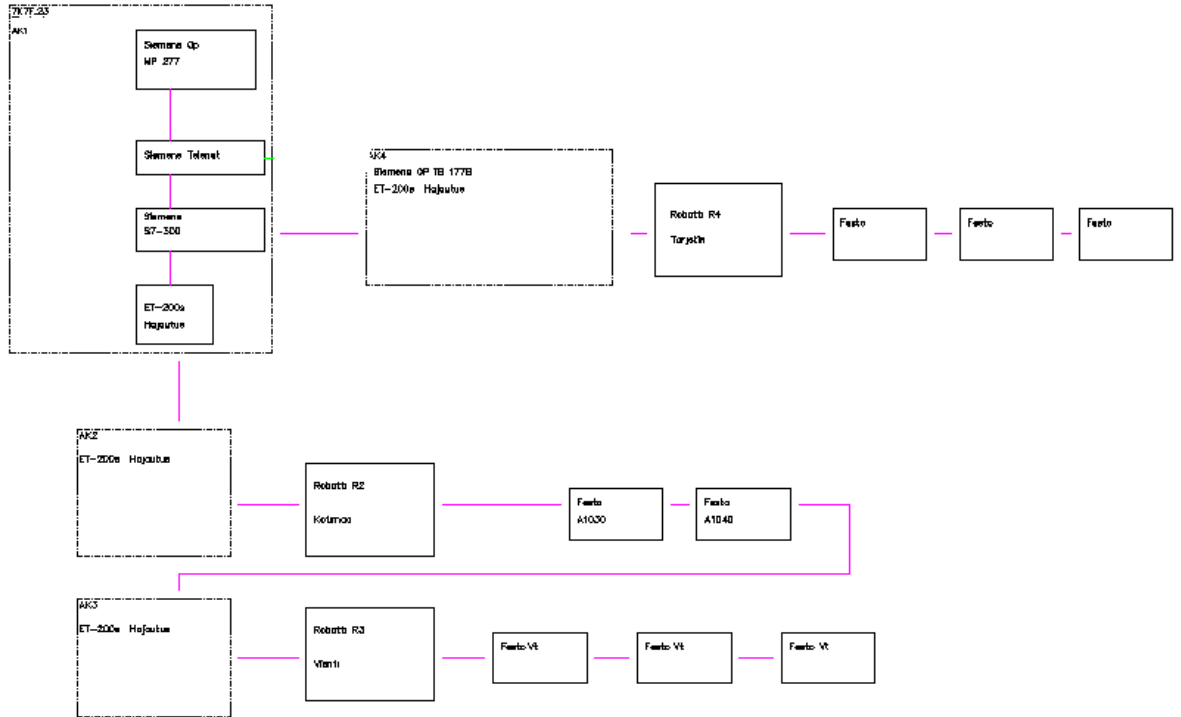 7K7F.23
AK1
Siemens Op
MP 277
Siemens Telenet
Siemens
S7-300
ET-200s
Hajautus
AK4
Siemens OP TB 177B
ET-200s Hajautus
Robotti R4
Festo
Festo
Festo
AK2
ET-200s Hajautus
Robotti R2
Kotimaa
Festo
A1030
Festo
A1040
AK3
ET-200s Hajautus
Robotti R3
Vienti
Festo Vt
Festo Vt
Festo Vt